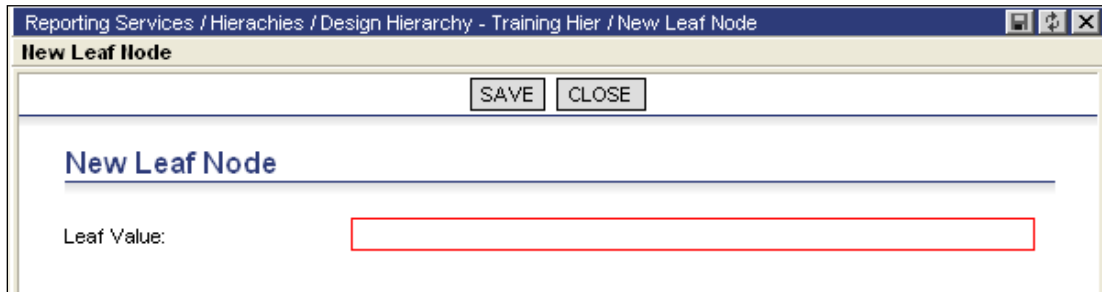 Reporting Services / Hierachies / Design Hierarchy - Training Hier / New Leaf Node
New Leaf Node
SAVE CLOSE
New Leaf Node
Leaf Value: